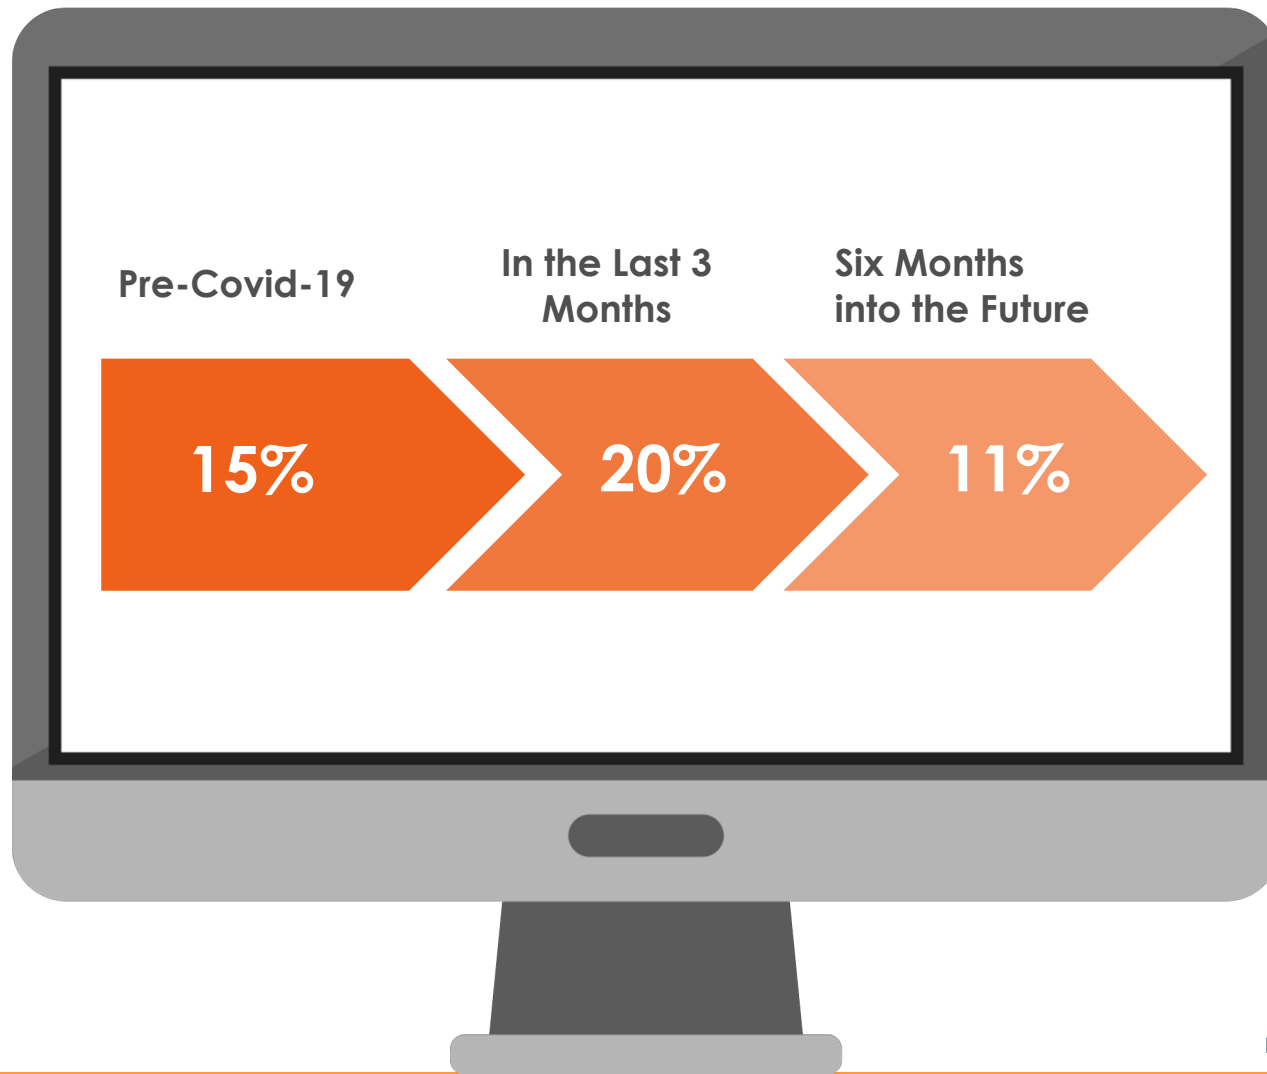 Pre-Covid-19
In the Last 3
Months
Six Months
into the Future
15%
20%
11%